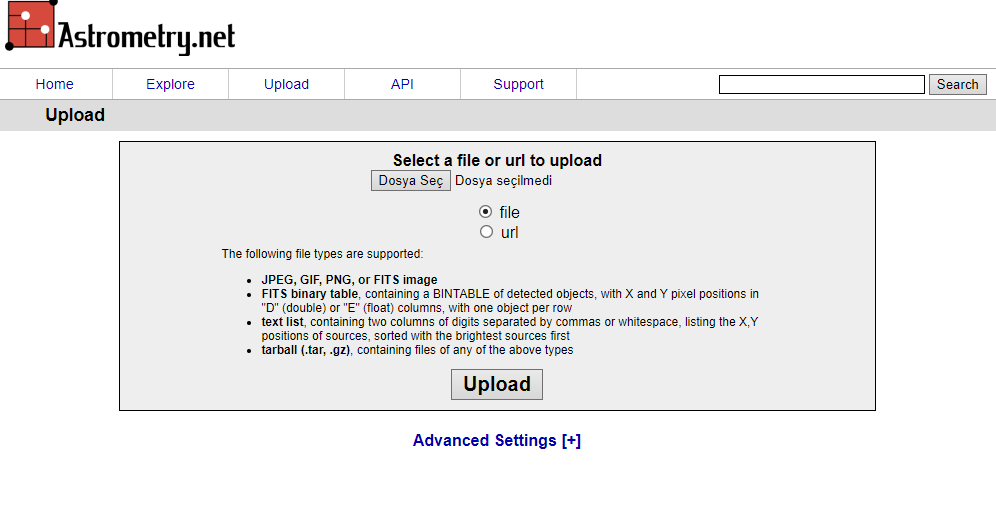 Astrometry.net
Home Explore Upload API Support Search
Upload
Select a file or url to upload
Dosya Seç Dosya seçilmedi
file
url
The following file types are supported:
• JPEG, GIF, PNG, or FITS image
• FITS binary table, containing a BINTABLE of detected objects, with X and Y pixel positions in
"D" (double) or "E" (float) columns, with one object per row
• text list, containing two columns of digits separated by commas or whitespace, listing the X,Y
positions of sources, sorted with the brightest sources first
• tarball (.tar, .gz), containing files of any of the above types
Upload
Advanced Settings [+]